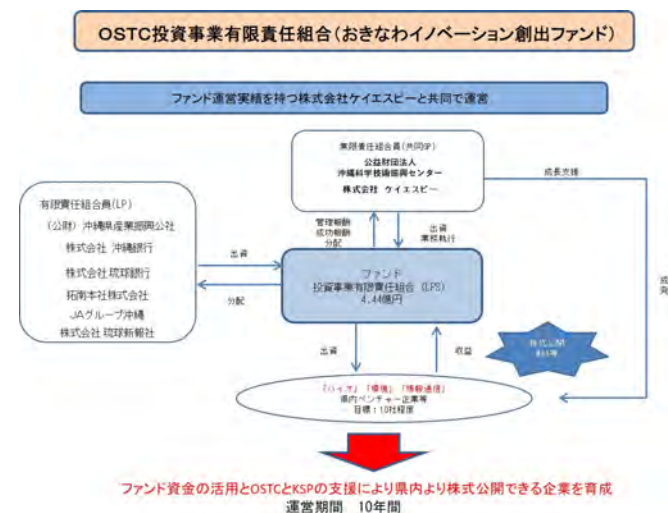 OSTC投資事業有限責任組合(おきなわイノベーション創出ファンド)
ファンド運営実績を持つ株式会社ケイエスピーと共同で運営
無限責任組合員(共同GP)
公益財団法人
沖縄科学技術振興センター
株式会社 ケイエスピー
成長支援
有限責任組合員(LP)
(公財)沖縄県産業振興公社
株式会社 沖縄銀行
株式会社 琉球銀行
拓南本社株式会社
JAグループ沖縄
株式会社 琉球新報社
出資
分配
管理報酬
成功報酬
分配
出資
業務執行
ファンド
投資事業有限責任組合 (LPS)
4.44億円
出資
収益
株式公開
「バイオ」「環境」「情報通信」
県内ベンチャー企業等
目標:10社程度
ファンド資金の活用とOSTCとKSPの支援により県内より株式公開できる企業を育成
運営期間 10年間